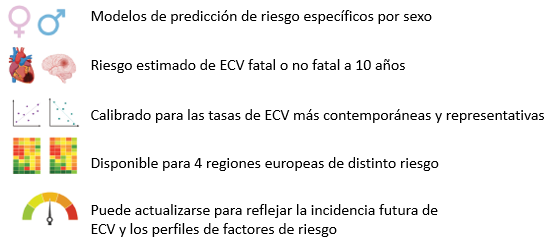 Modelos de predicción de riesgo específicos por sexo
Riesgo estimado de ECV fatal o no fatal a 10 años
Calibrado para las tasas de ECV más contemporáneas y representativas
Disponible para 4 regiones europeas de distinto riesgo
Puede actualizarse para reflejar la incidencia futura de
ECV y los perfiles de factores de riesgo